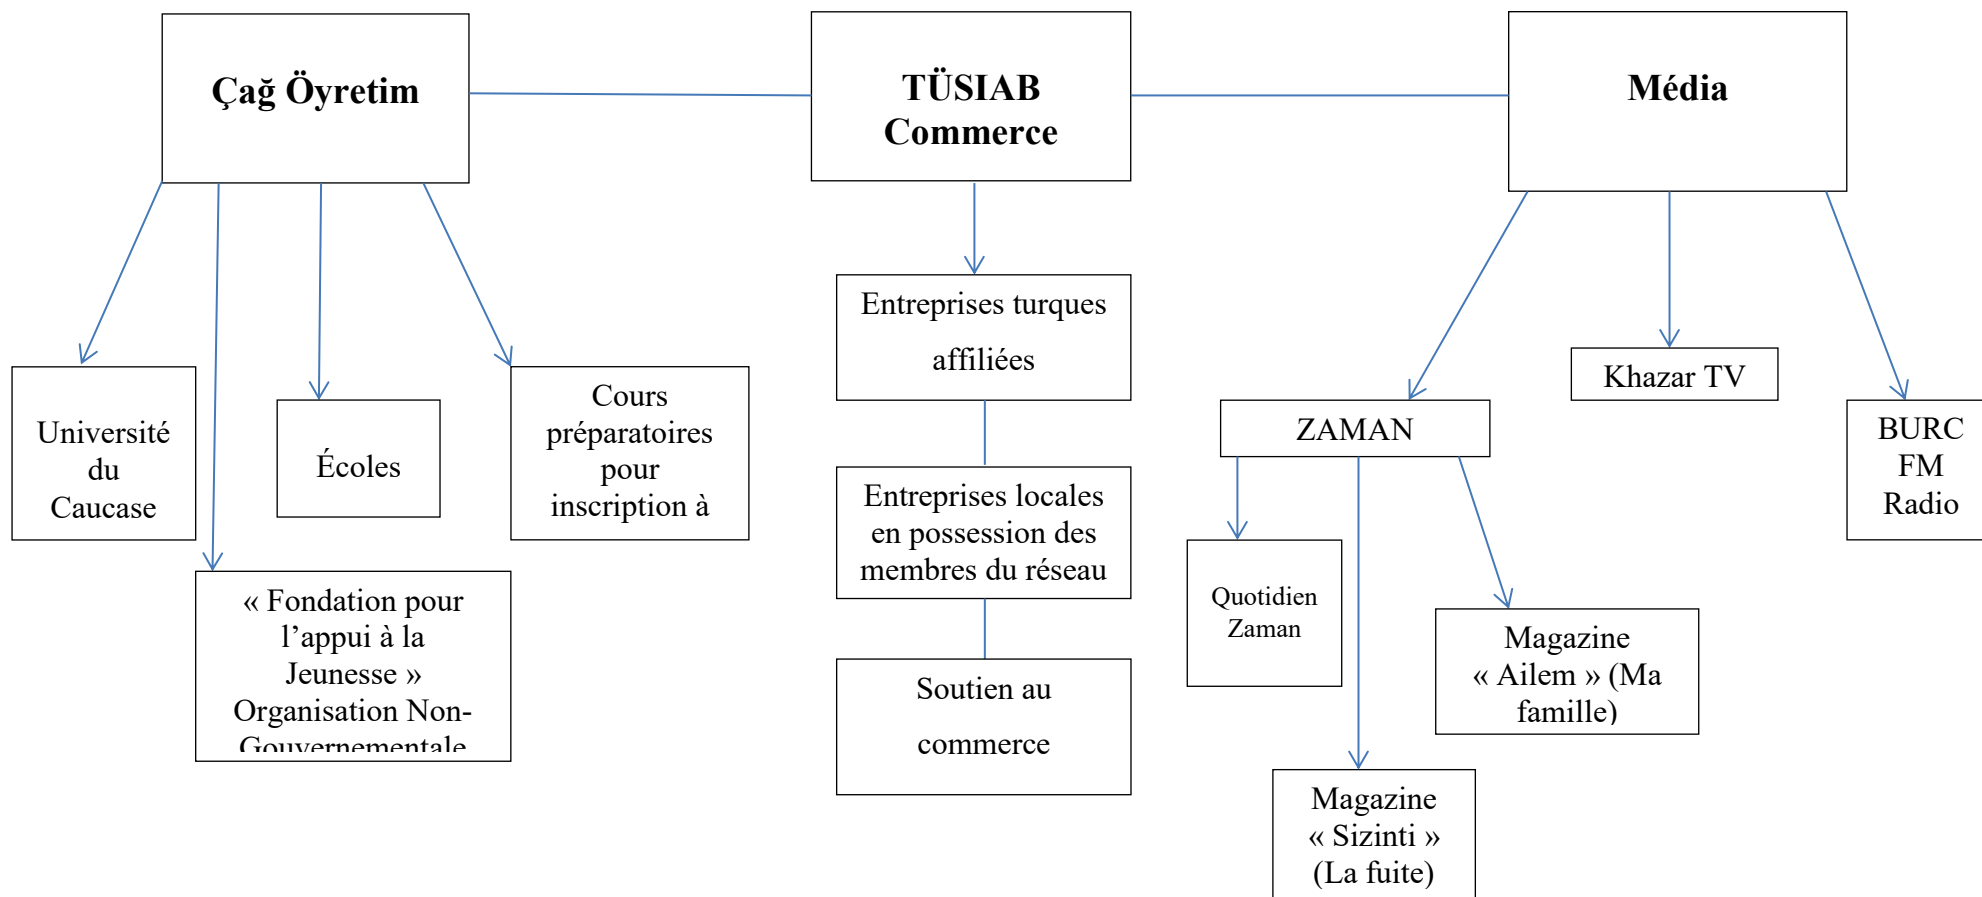 Çağ Öyretim
TÜSIAB
Commerce
Média
Université
du
Caucase
« Fondation pour
l’appui à la
Jeunesse »
Organisation Non-
Gouvernementale
Écoles
Cours
préparatoires
pour
inscription à
Entreprises turques
affiliées
Entreprises locales
en possession des
membres du réseau
Soutien au
commerce
ZAMAN
Quotidien
Zaman
Magazine
« Sizinti »
(La fuite)
Magazine
« Ailem » (Ma
famille)
Khazar TV
BURC
FM
Radio